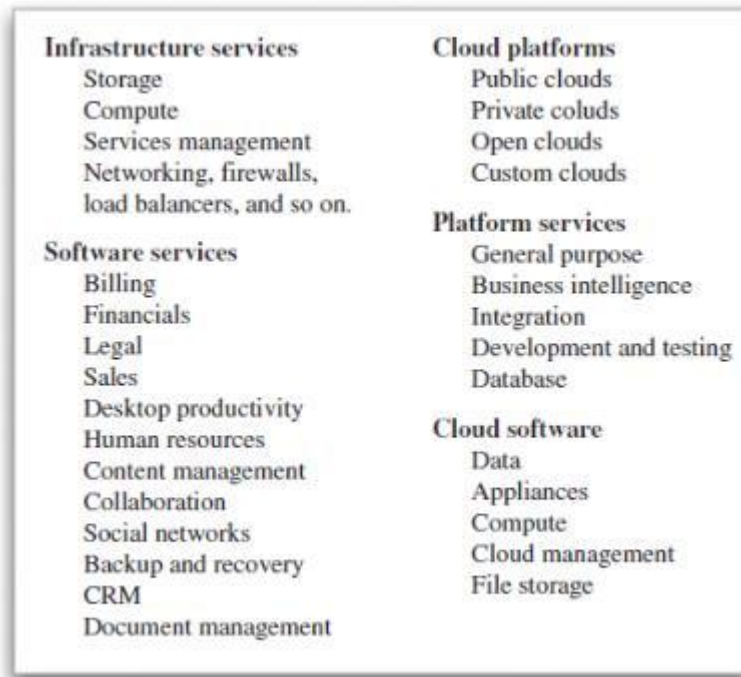 Infrastructure services
Storage
Compute
Services management
Networking, firewalls,
load balancers, and so on.
Software services
Billing
Financials
Legal
Sales
Desktop productivity
Human resources
Content management
Collaboration
Social networks
Backup and recovery
CRM
Document management
Cloud platforms
Public clouds
Private coluds
Open clouds
Custom clouds
Platform services
General purpose
Business intelligence
Integration
Development and testing
Database
Cloud software
Data
Appliances
Compute
Cloud management
File storage